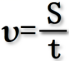 υ = S/t